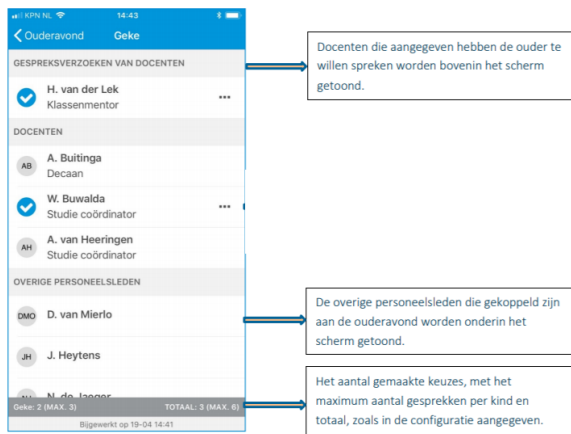 KPN NL 14:43
Ouderavond Geke
GESPREKSVERZOEKEN VAN DOCENTEN
H. van der Lek
Klassenmentor
DOCENTEN
AB
A. Buitinga
Decaan
W. Buwalda
Studie coördinator
AH
A. van Heeringen
Studie coördinator
OVERIGE PERSONEELSLEDEN
DMO
D. van Mierlo
JH
J. Heytens
N. de Jaeger
Geke: 2 (MAX. 3) TOTAAL: 3 (MAX. 6)
Bijgewerkt op 19-04 14:41
Docenten die aangegeven hebben de ouder te
willen spreken worden bovenin het scherm
getoond.
De overige personeelsleden die gekoppeld zijn
aan de ouderavond worden onderin het
scherm getoond.
Het aantal gemaakte keuzes, met het
maximum aantal gesprekken per kind en
totaal, zoals in de configuratie aangegeven.